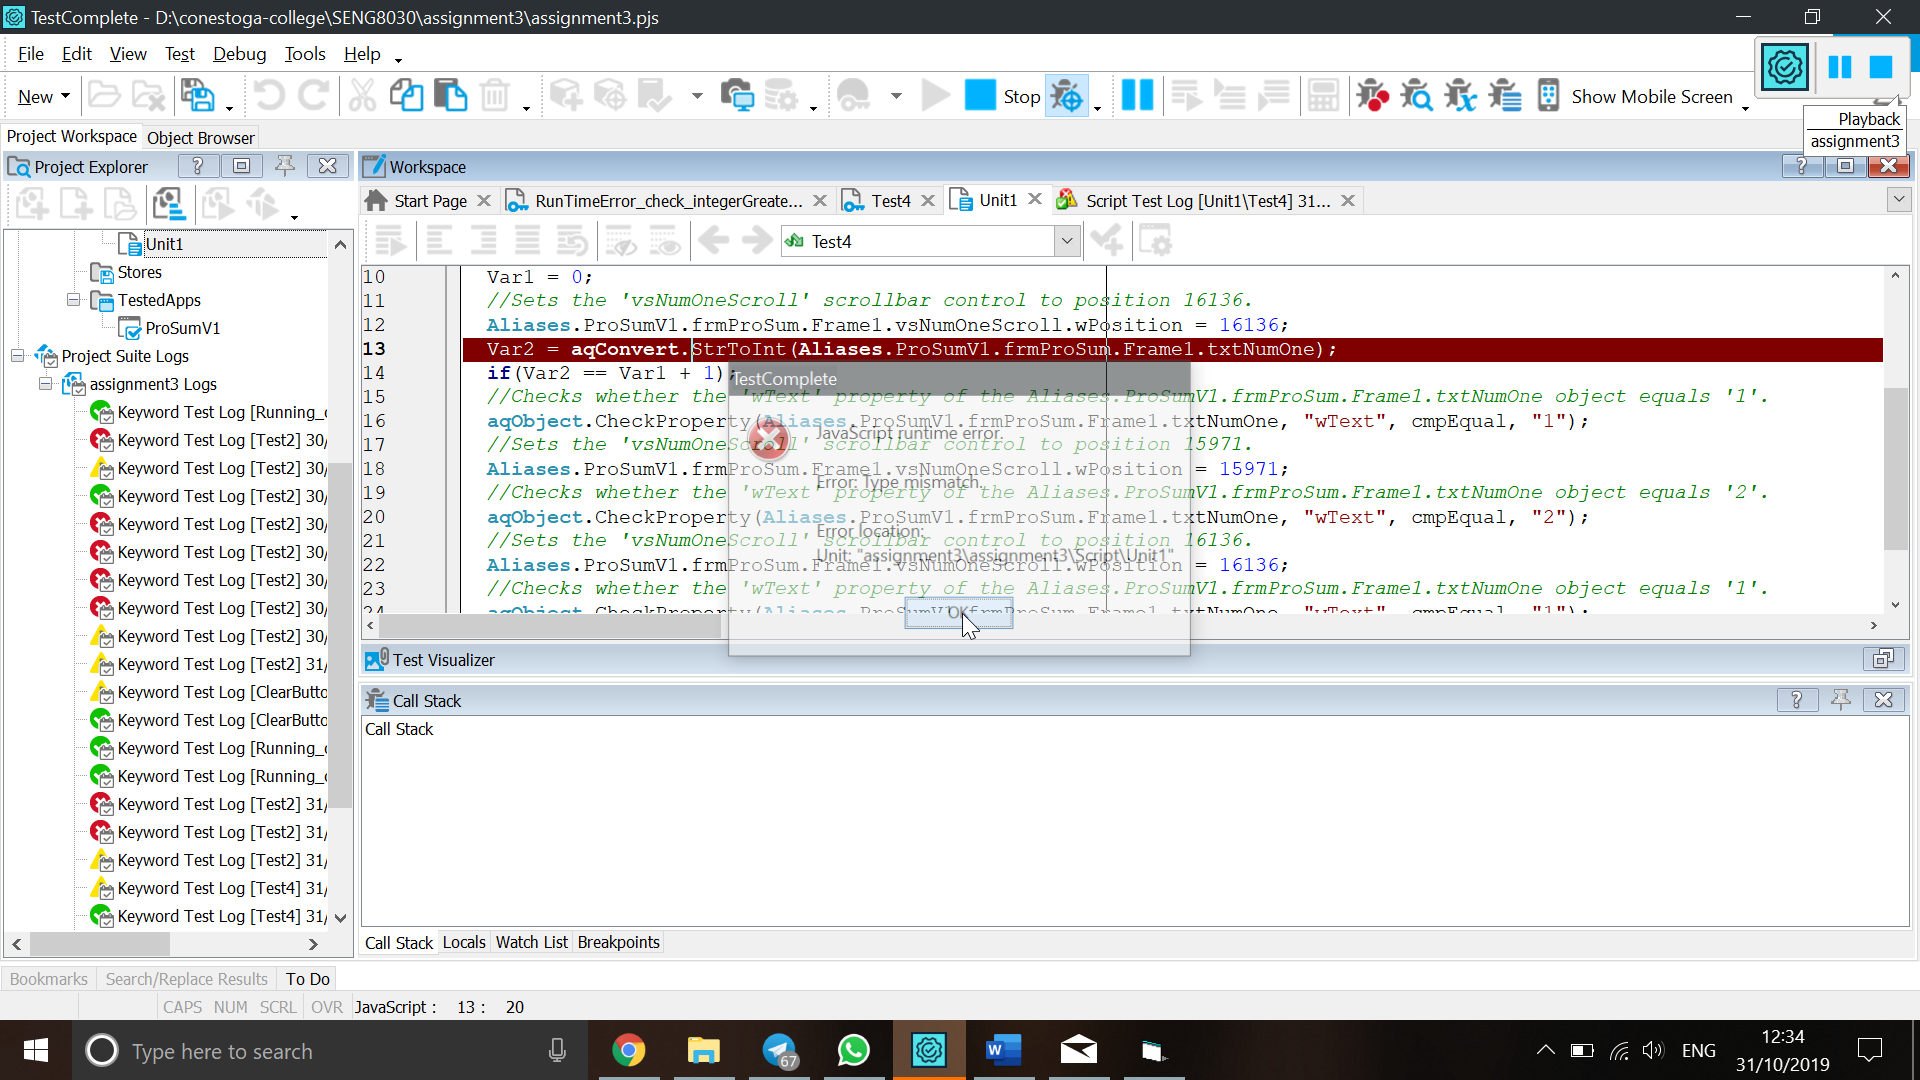 TestComplete - D:\conestoga-college\SENG8030\assignment3\assignment3.pjs
File Edit View Test Debug Tools Help
New Stop Show Mobile Screen
Playback
assignment3
Project Workspace Object Browser
Project Explorer
Workspace
Start Page RunTimeError_check_integerGreate... Test4 Unit1 Script Test Log [Unit1\Test4] 31...
Test4
Unit1
Stores
TestedApps
ProSumV1
Project Suite Logs
assignment3 Logs
Keyword Test Log [Running_
Keyword Test Log [Test2] 30/
Keyword Test Log [Test2] 30/
Keyword Test Log [Test2] 30/
Keyword Test Log [Test2] 30/
Keyword Test Log [Test2] 30/
Keyword Test Log [Test2] 30/
Keyword Test Log [Test2] 30/
Keyword Test Log [Test2] 30/
Keyword Test Log [Test2] 31/
Keyword Test Log [ClearButto
Keyword Test Log [ClearButto
Keyword Test Log [Running_
Keyword Test Log [Running_
Keyword Test Log [Test2] 31/
Keyword Test Log [Test2] 31/
Keyword Test Log [Test2] 31/
Keyword Test Log [Test4] 31/
Keyword Test Log [Test4] 31/
10 Var1 = 0;
11 //Sets the 'vsNumOneScroll' scrollbar control to position 16136.
12 Aliases.ProSumV1.frmProSum.Frame1.vsNumOneScroll.wPosition = 16136;
13 Var2 = aqConvert.StrToInt(Aliases.ProSumV1.frmProSum.Frame1.txtNumOne);
14 if(Var2 == Var1 + 1);
15 //Checks whether the 'wText' property of the Aliases.ProSumV1.frmProSum.Frame1.txtNumOne object equals '1'.
16 aqObject.CheckProperty(Aliases.ProSumV1.frmProSum.Frame1.txtNumOne, "wText", cmpEqual, "1");
17 //Sets the 'vsNumOneScroll' scrollbar control to position 15971.
18 Aliases.ProSumV1.frmProSum.Frame1.vsNumOneScroll.wPosition = 15971;
19 //Checks whether the 'wText' property of the Aliases.ProSumV1.frmProSum.Frame1.txtNumOne object equals '2'.
20 aqObject.CheckProperty(Aliases.ProSumV1.frmProSum.Frame1.txtNumOne, "wText", cmpEqual, "2");
21 //Sets the 'vsNumOneScroll' scrollbar control to position 16136.
22 Aliases.ProSumV1.frmProSum.Frame1.vsNumOneScroll.wPosition = 16136;
23 //Checks whether the 'wText' property of the Aliases.ProSumV1.frmProSum.Frame1.txtNumOne object equals '1'.
24 aqObject.CheckProperty(Aliases.ProSumV1.frmProSum.Frame1.txtNumOne, "wText", cmpEqual, "1");
TestComplete
JavaScript runtime error.
Error: Type mismatch.
Error location:
Unit: "assignment3\assignment3\Script\Unit1"
OK
Test Visualizer
Call Stack
Call Stack
Call Stack Locals Watch List Breakpoints
Bookmarks Search/Replace Results To Do
CAPS NUM SCRL OVR JavaScript : 13 : 20
Type here to search
67
ENG
12:34
31/10/2019